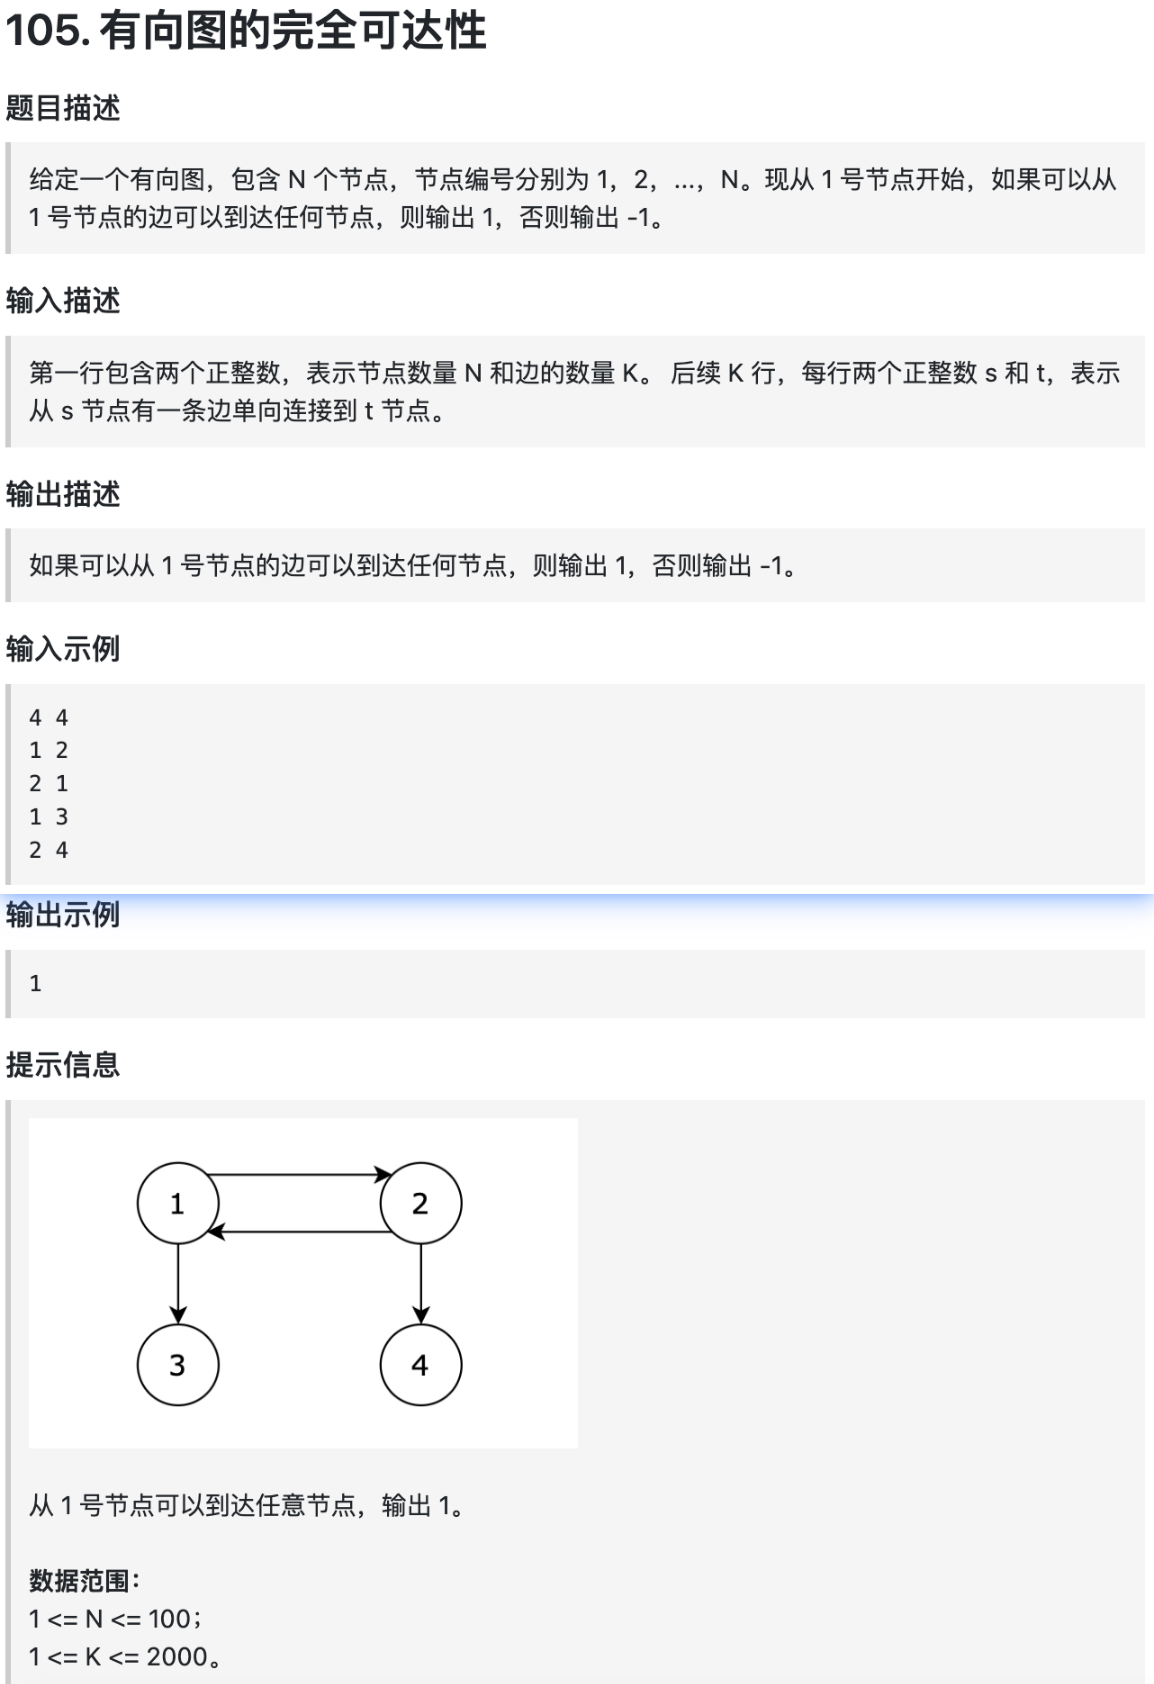 105. 有向图的完全可达性
题目描述
给定一个有向图，包含 N 个节点，节点编号分别为 1，2，...，N。现从 1 号节点开始，如果可以从
1 号节点的边可以到达任何节点，则输出 1，否则输出 -1。
输入描述
第一行包含两个正整数，表示节点数量 N 和边的数量 K。 后续 K 行，每行两个正整数 s 和 t，表示
从 s 节点有一条边单向连接到 t 节点。
输出描述
如果可以从 1 号节点的边可以到达任何节点，则输出 1，否则输出 -1。
输入示例
4 4
1 2
2 1
1 3
2 4
输出示例
1
提示信息
1 2
3 4
从 1 号节点可以到达任意节点，输出 1。
数据范围：
1 <= N <= 100；
1 <= K <= 2000。